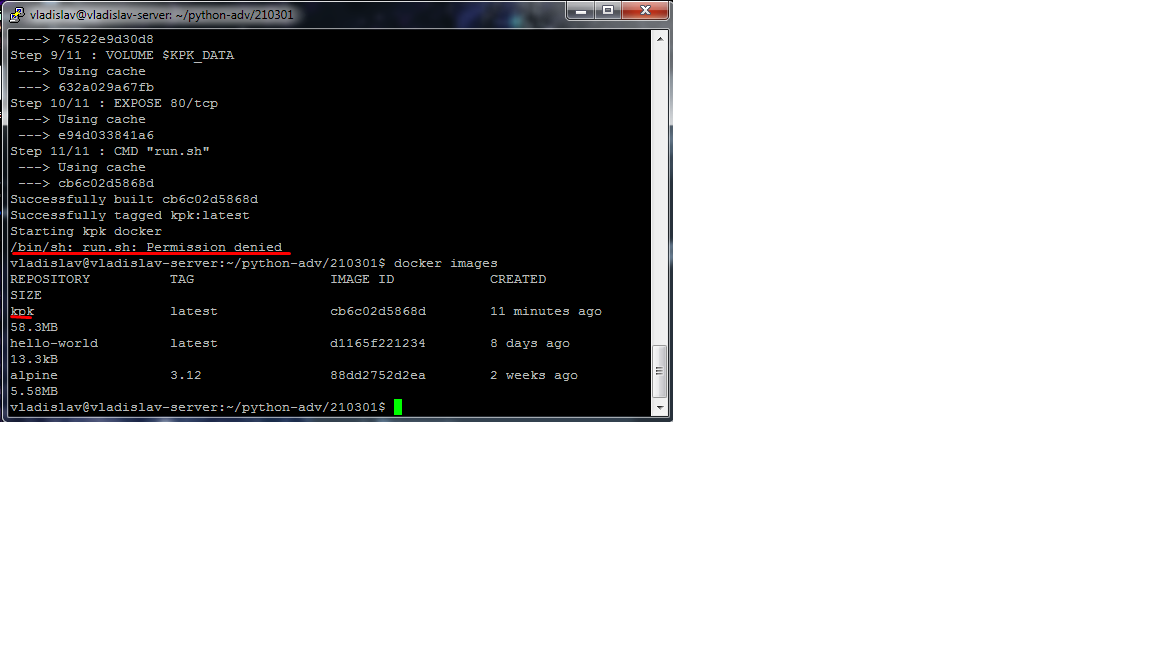 vladislav@vladislav-server: ~/python-adv/210301
---> 76522e9d30d8
Step 9/11 : VOLUME $KPK_DATA
---> Using cache
---> 632a029a67fb
Step 10/11 : EXPOSE 80/tcp
---> Using cache
---> e94d033841a6
Step 11/11 : CMD "run.sh"
---> Using cache
---> cb6c02d5868d
Successfully built cb6c02d5868d
Successfully tagged kpk:latest
Starting kpk docker
/bin/sh: run.sh: Permission denied
vladislav@vladislav-server:~/python-adv/210301$ docker images
REPOSITORY TAG IMAGE ID CREATED
SIZE
kpk latest cb6c02d5868d 11 minutes ago
58.3MB
hello-world latest d1165f221234 8 days ago
13.3kB
alpine 3.12 88dd2752d2ea 2 weeks ago
5.58MB
vladislav@vladislav-server:~/python-adv/210301$